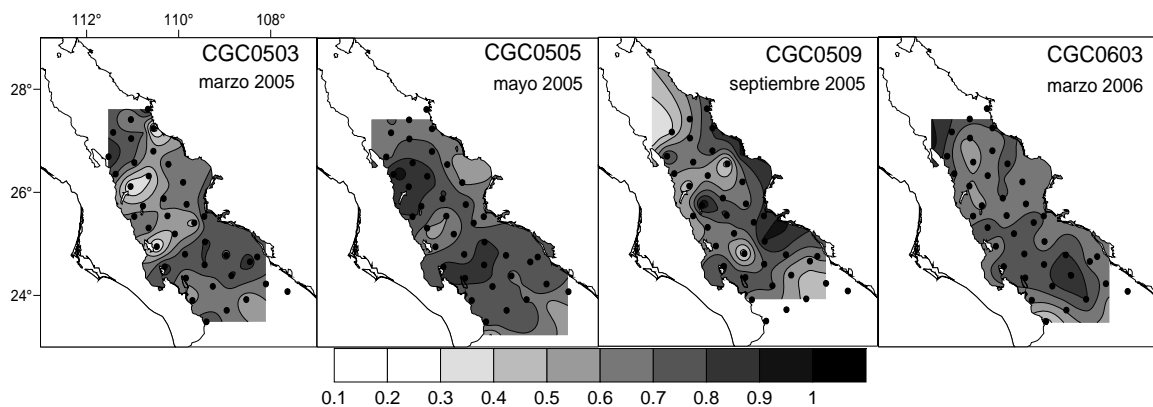 112° 110° 108°
CGC0503 CGC0505 CGC0509 CGC0603
marzo 2005 mayo 2005 septiembre 2005 marzo 2006
28°
26°
24°
0.1 0.2 0.3 0.4 0.5 0.6 0.7 0.8 0.9 1